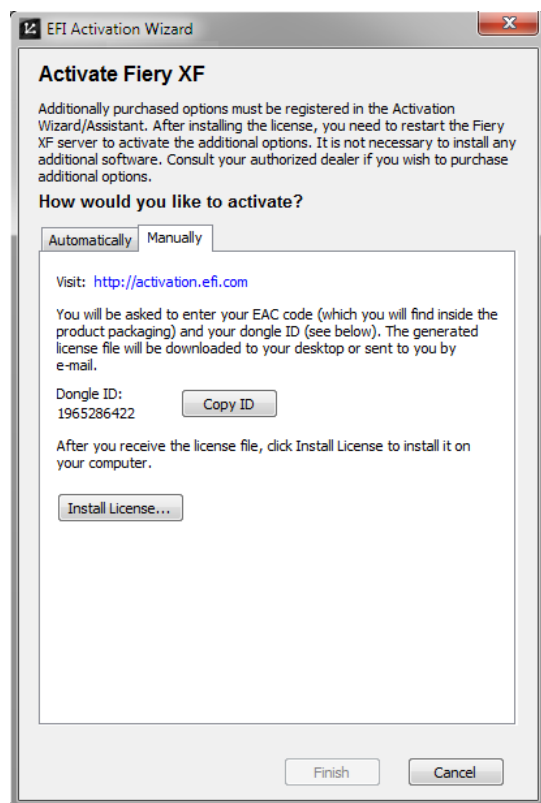 EFI Activation Wizard
Activate Fiery XF
Additionally purchased options must be registered in the Activation
Wizard/Assistant. After installing the license, you need to restart the Fiery
XF server to activate the additional options. It is not necessary to install any
additional software. Consult your authorized dealer if you wish to purchase
additional options.
How would you like to activate?
Automatically Manually
Visit: http://activation.efi.com
You will be asked to enter your EAC code (which you will find inside the
product packaging) and your dongle ID (see below). The generated
license file will be downloaded to your desktop or sent to you by
e-mail.
Dongle ID:
1965286422
Copy ID
After you receive the license file, click Install License to install it on
your computer.
Install License...
Finish Cancel